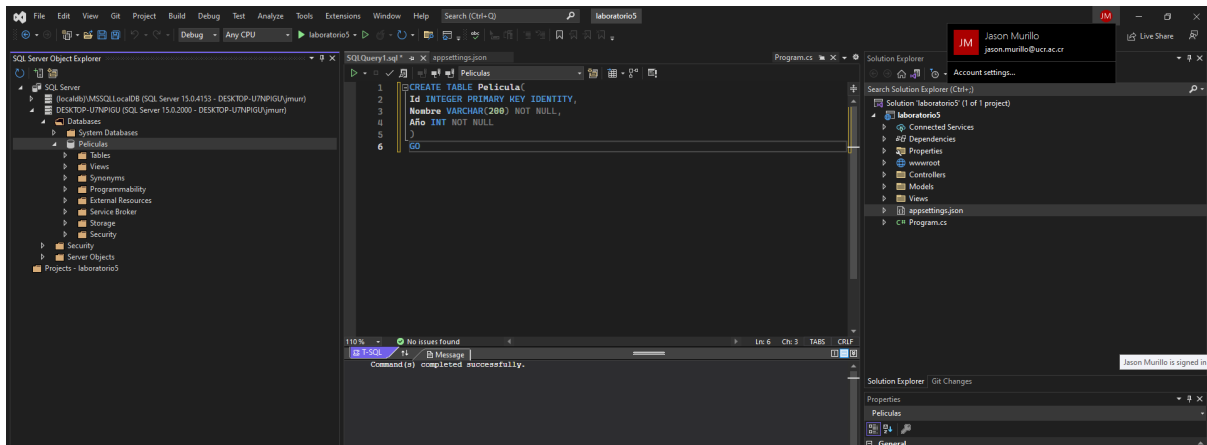 File Edit View Git Project Build Debug Test Analyze Tools Extensions Window Help Search (Ctrl+Q) laboratorio5 JM
Debug Any CPU laboratorio5 Live Share
JM Jason Murillo
jason.murillo@ucr.ac.cr
Account settings...
SQL Server Object Explorer
SQL Server
(localdb)\MSSQLLocalDB (SQL Server 15.0.4153 - DESKTOP-U7NPIGU\jmurr)
DESKTOP-U7NPIGU (SQL Server 15.0.2000 - DESKTOP-U7NPIGU\jmurr)
Databases
System Databases
Peliculas
Tables
Views
Synonyms
Programmability
External Resources
Service Broker
Storage
Security
Security
Server Objects
Projects - laboratorio5
SQLQuery1.sql * appsettings.json Program.cs
Peliculas
1 CREATE TABLE Pelicula(
2 Id INTEGER PRIMARY KEY IDENTITY,
3 Nombre VARCHAR(200) NOT NULL,
4 Año INT NOT NULL
5 )
6 GO
110 % No issues found Ln: 6 Ch: 3 TABS CRLF
T-SQL Message
Command(s) completed successfully.
Solution Explorer
Search Solution Explorer (Ctrl+;)
Solution 'laboratorio5' (1 of 1 project)
laboratorio5
Connected Services
Dependencies
Properties
wwwroot
Controllers
Models
Views
appsettings.json
C# Program.cs
Jason Murillo is signed in
Solution Explorer Git Changes
Properties
Peliculas
General